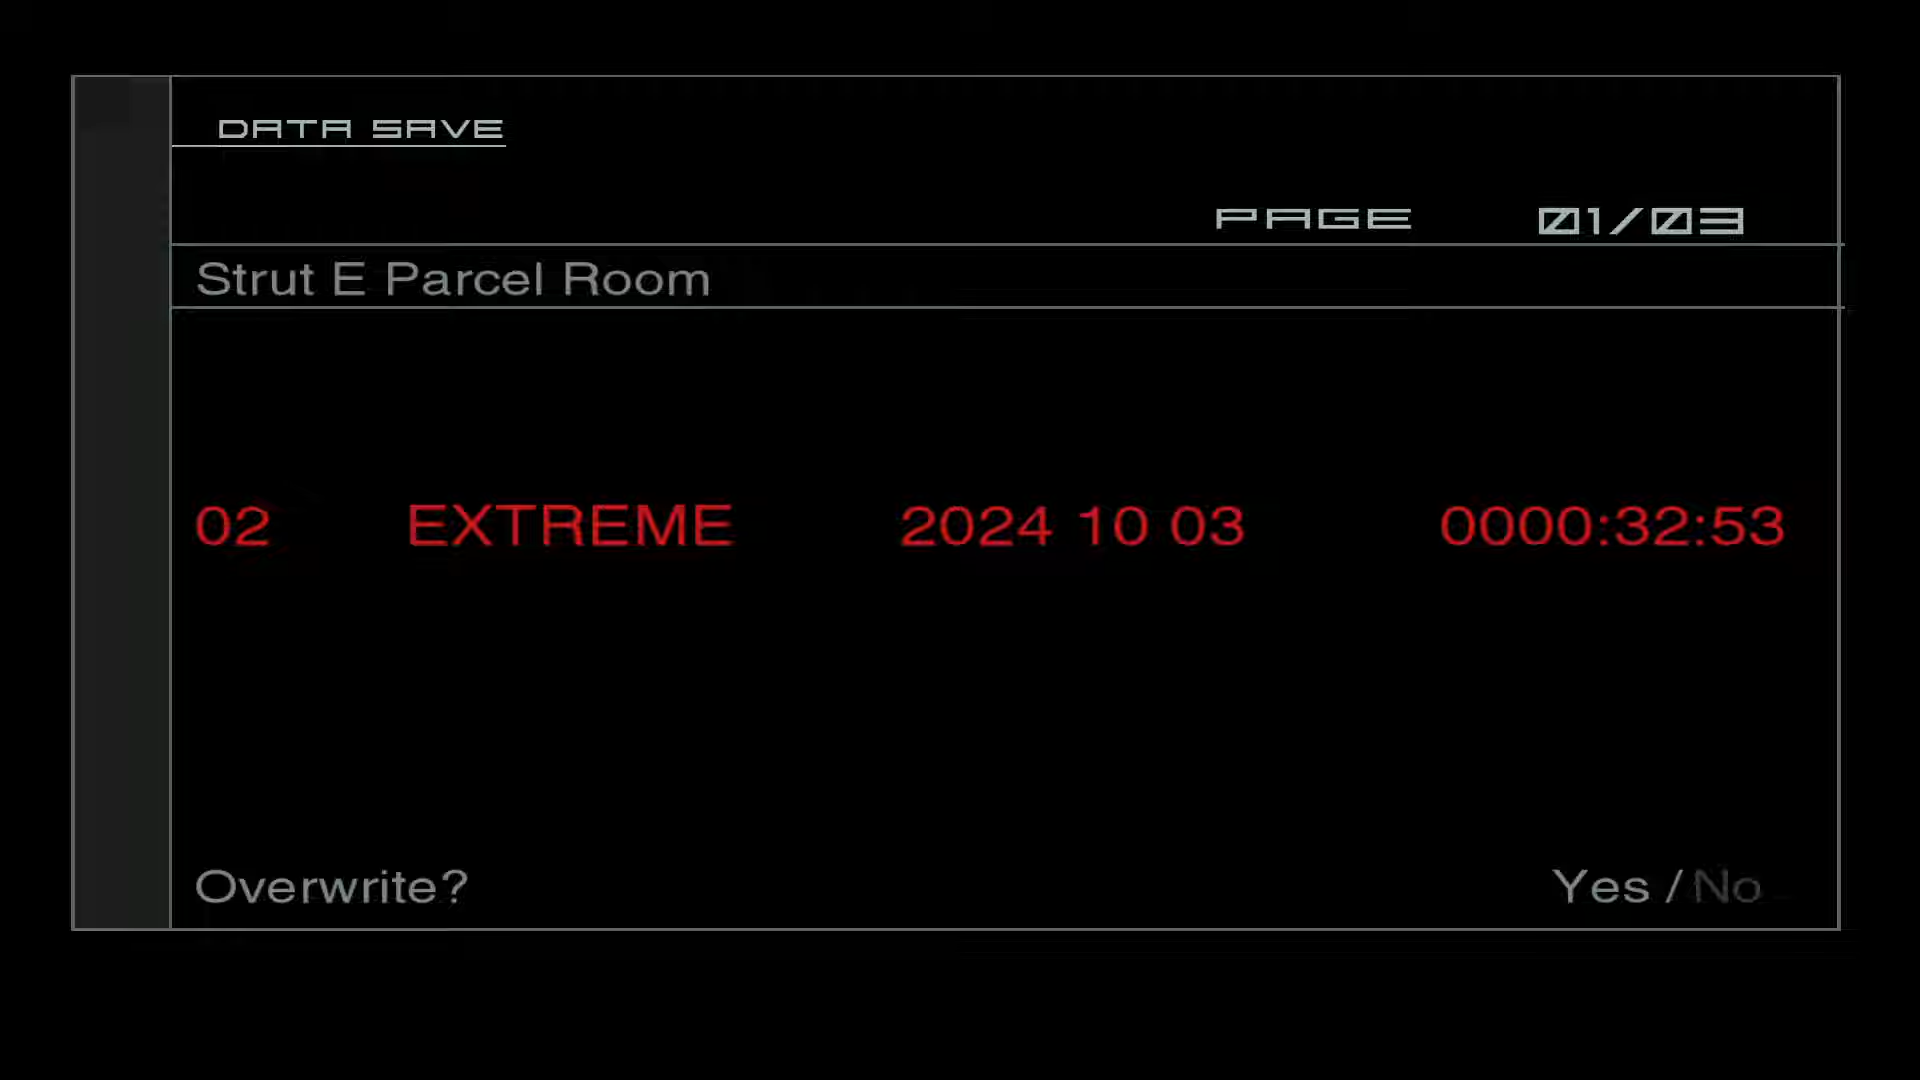 DATA SAVE
PAGE 01/03
Strut E Parcel Room
02 EXTREME 2024 10 03 0000:32:53
Overwrite? Yes / No